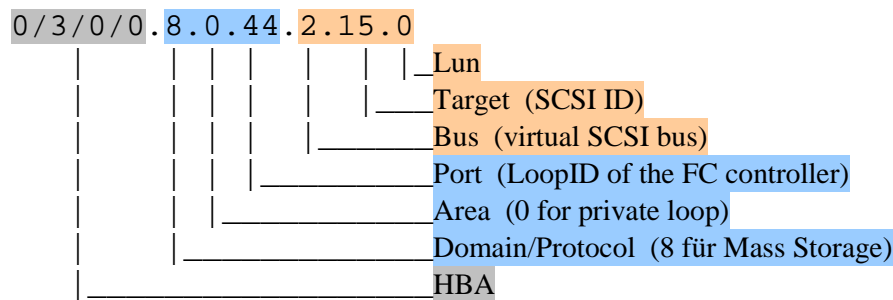 0/3/0/0.8.0.44.2.15.0
Lun
Target (SCSI ID)
Bus (virtual SCSI bus)
Port (LoopID of the FC controller)
Area (0 for private loop)
Domain/Protocol (8 für Mass Storage)
HBA